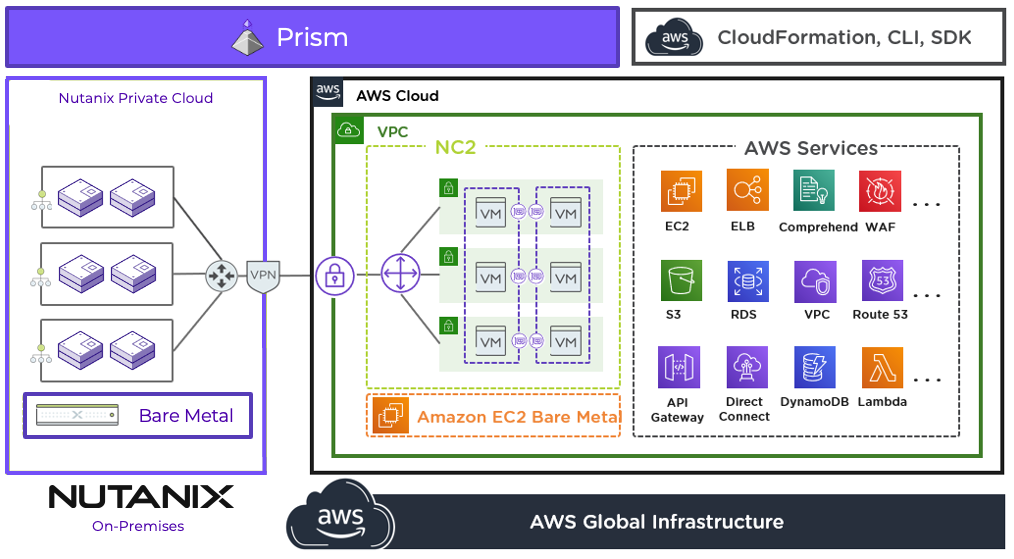 Prism
aws
CloudFormation, CLI, SDK
Nutanix Private Cloud
aws
AWS Cloud
VPC
NC2
AWS Services
VM
VM
EC2
ELB
Comprehend
WAF
...
VPN
VM
VM
53
S3
RDS
VPC
Route 53
...
VM
VM
API Gateway
Direct Connect
DynamoDB
Lambda
...
Bare Metal
Amazon EC2 Bare Metal
NUTANIX
On-Premises
aws
AWS Global Infrastructure